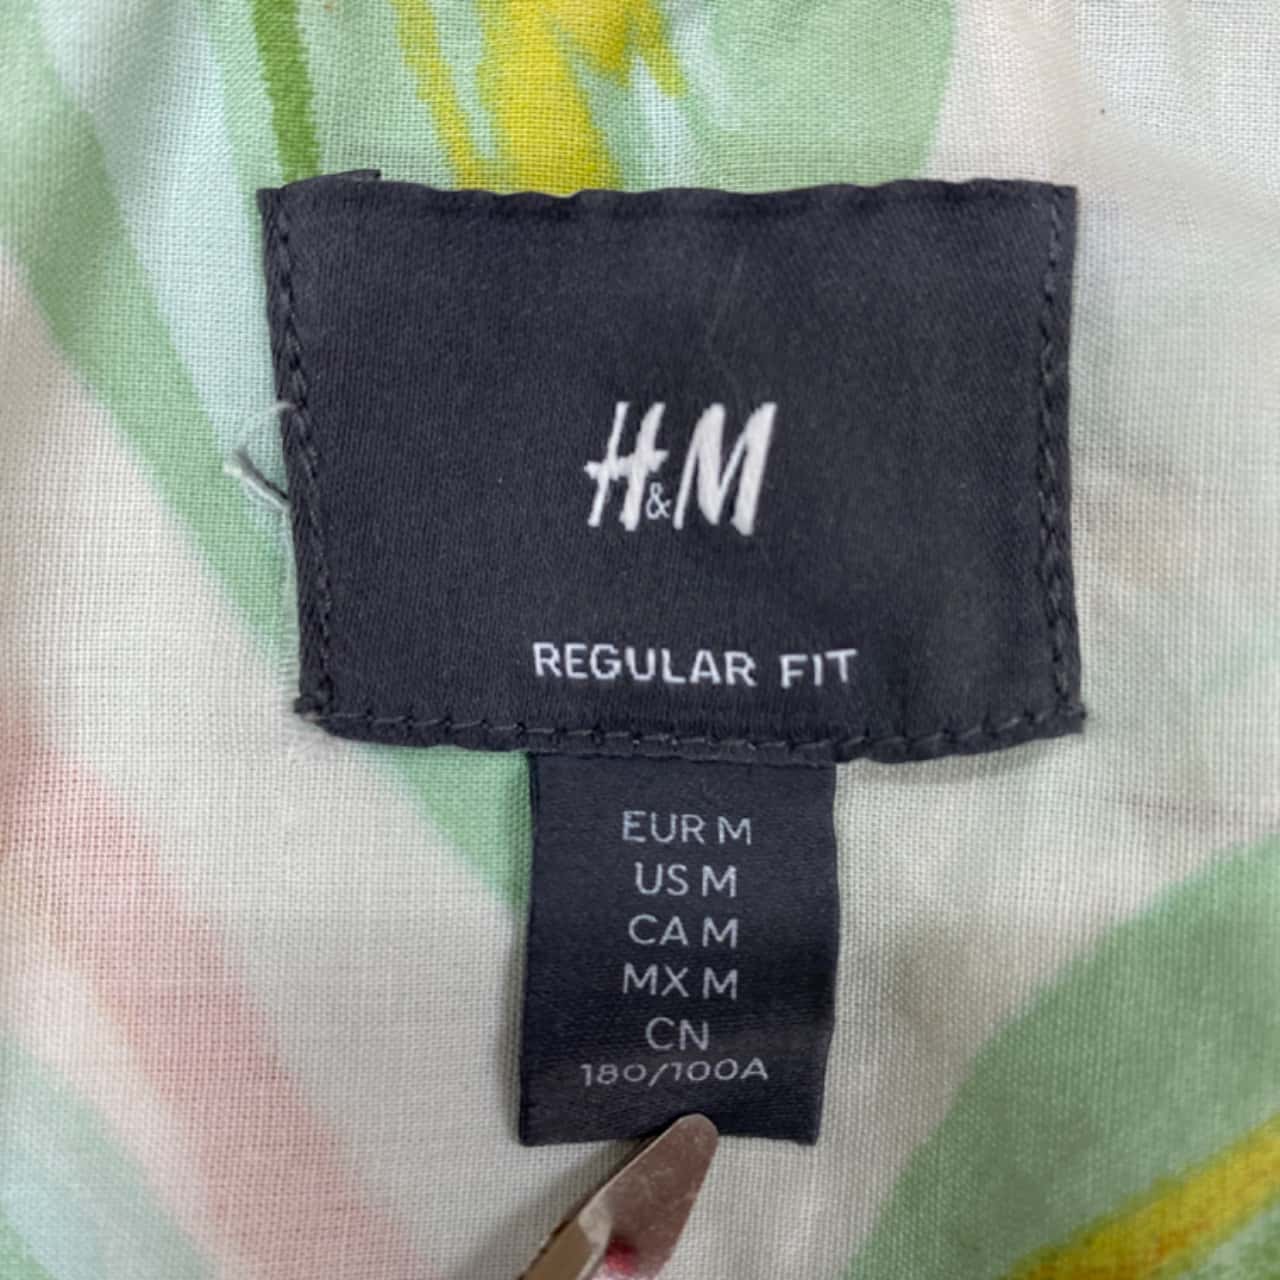 H&M
REGULAR FIT
EUR M
US M
CA M
MX M
CN
180/100A